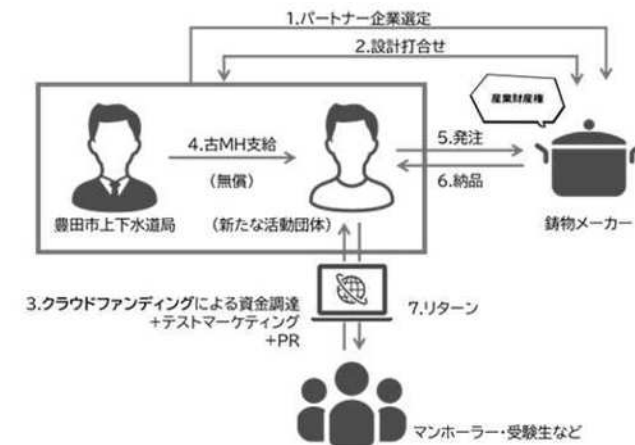 1.パートナー企業選定
2.設計打合せ
産業財産権
4.古MH支給
(無償)
5.発注
6.納品
豊田市上下水道局
(新たな活動団体)
鋳物メーカー
3.クラウドファンディングによる資金調達
+テストマーケティング
+PR
7.リターン
マンホーラー・受験生など